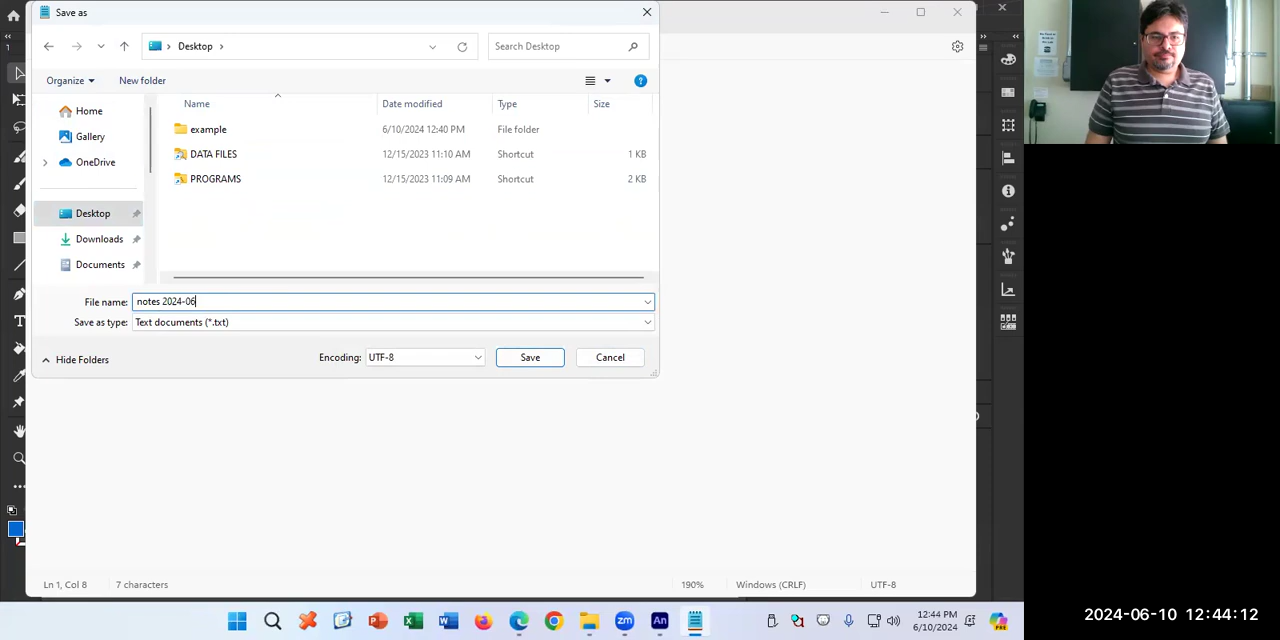 Save as
Desktop
Search Desktop
Organize
New folder
Name
Date modified
Type
Size
Home
Gallery
OneDrive
Desktop
Downloads
Documents
example
6/10/2024 12:40 PM
File folder
DATA FILES
12/15/2023 11:10 AM
Shortcut
1 KB
PROGRAMS
12/15/2023 11:09 AM
Shortcut
2 KB
File name:
notes 2024-06
Save as type:
Text documents (*.txt)
Hide Folders
Encoding:
UTF-8
Save
Cancel
Ln 1, Col 8
7 characters
190%
Windows (CRLF)
UTF-8
An
12:44 PM
6/10/2024
PRE
2024-06-10 12:44:12